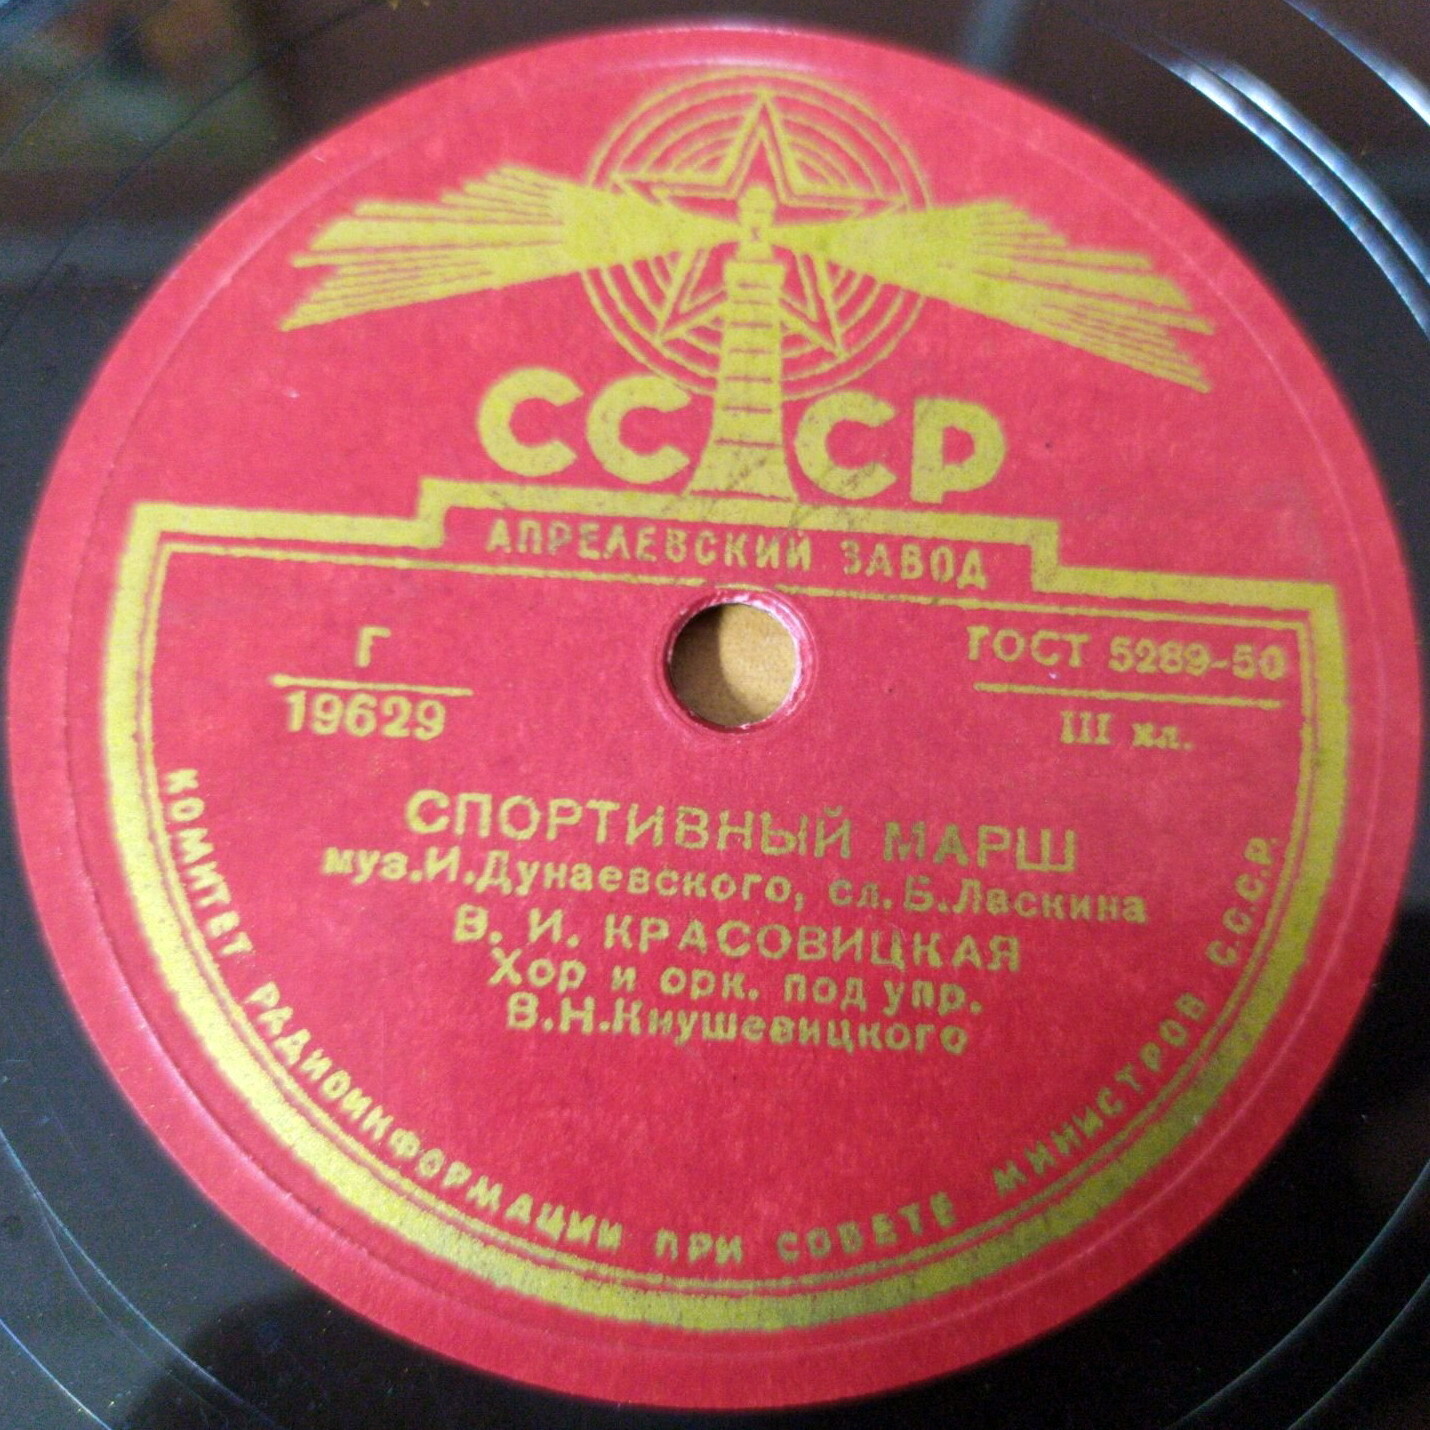 СССР
АПРЕЛЕВСКИЙ ЗАВОД
Г
19629
ГОСТ 5289-50
III кл.
СПОРТИВНЫЙ МАРШ
муз.И.Дунаевского, сл.Б.Ласкина
В. И. КРАСОВИЦКАЯ
Хор и орк. под упр.
В.Н.Кнушевицкого
КОМИТЕТ РАДИОИНФОРМАЦИИ ПРИ СОВЕТЕ МИНИСТРОВ С.С.С.Р.